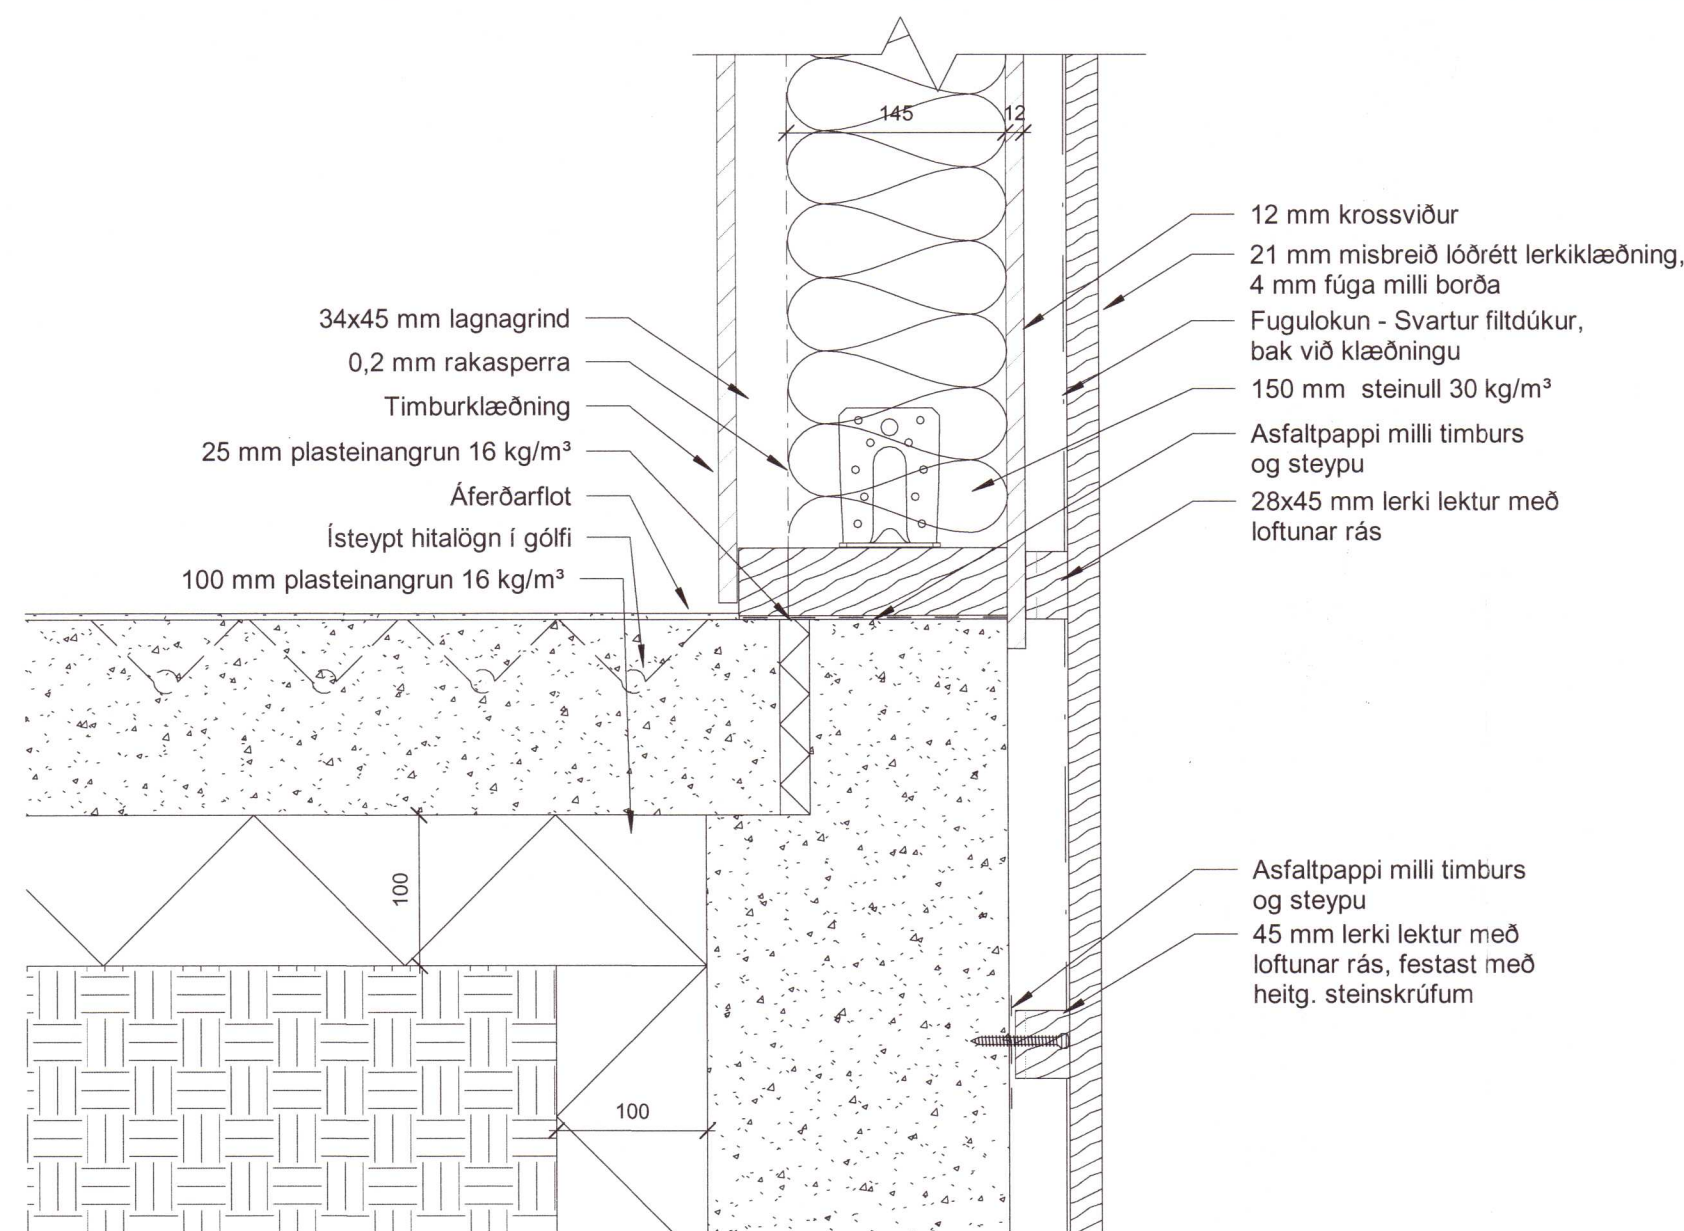 145
12
34x45 mm lagnagrind
0,2 mm rakasperra
Timburklæðning
25 mm plasteinangrun 16 kg/m³
Áferðarflot
Ísteypt hitalögn í gólfi
100 mm plasteinangrun 16 kg/m³
12 mm krossviður
21 mm misbreið lóðrétt lerkiklæðning,
4 mm fúga milli borða
Fugulokun - Svartur filtdúkur,
bak við klæðningu
150 mm steinull 30 kg/m³
Asfaltpappi milli timburs
og steypu
28x45 mm lerki lektur með
loftunar rás
100
100
Asfaltpappi milli timburs
og steypu
45 mm lerki lektur með
loftunar rás, festast með
heitg. steinskrúfum